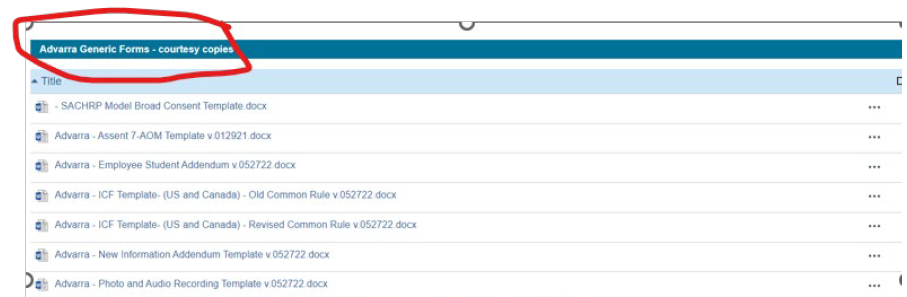 Advarra Generic Forms - courtesy copies
Title
- SACHRP Model Broad Consent Template.docx
Advarra - Assent 7-AOM Template v.012921.docx
Advarra - Employee Student Addendum v.052722.docx
Advarra - ICF Template- (US and Canada) - Old Common Rule v.052722.docx
Advarra - ICF Template- (US and Canada) - Revised Common Rule v.052722.docx
Advarra - New Information Addendum Template v.052722.docx
Advarra - Photo and Audio Recording Template v.052722.docx